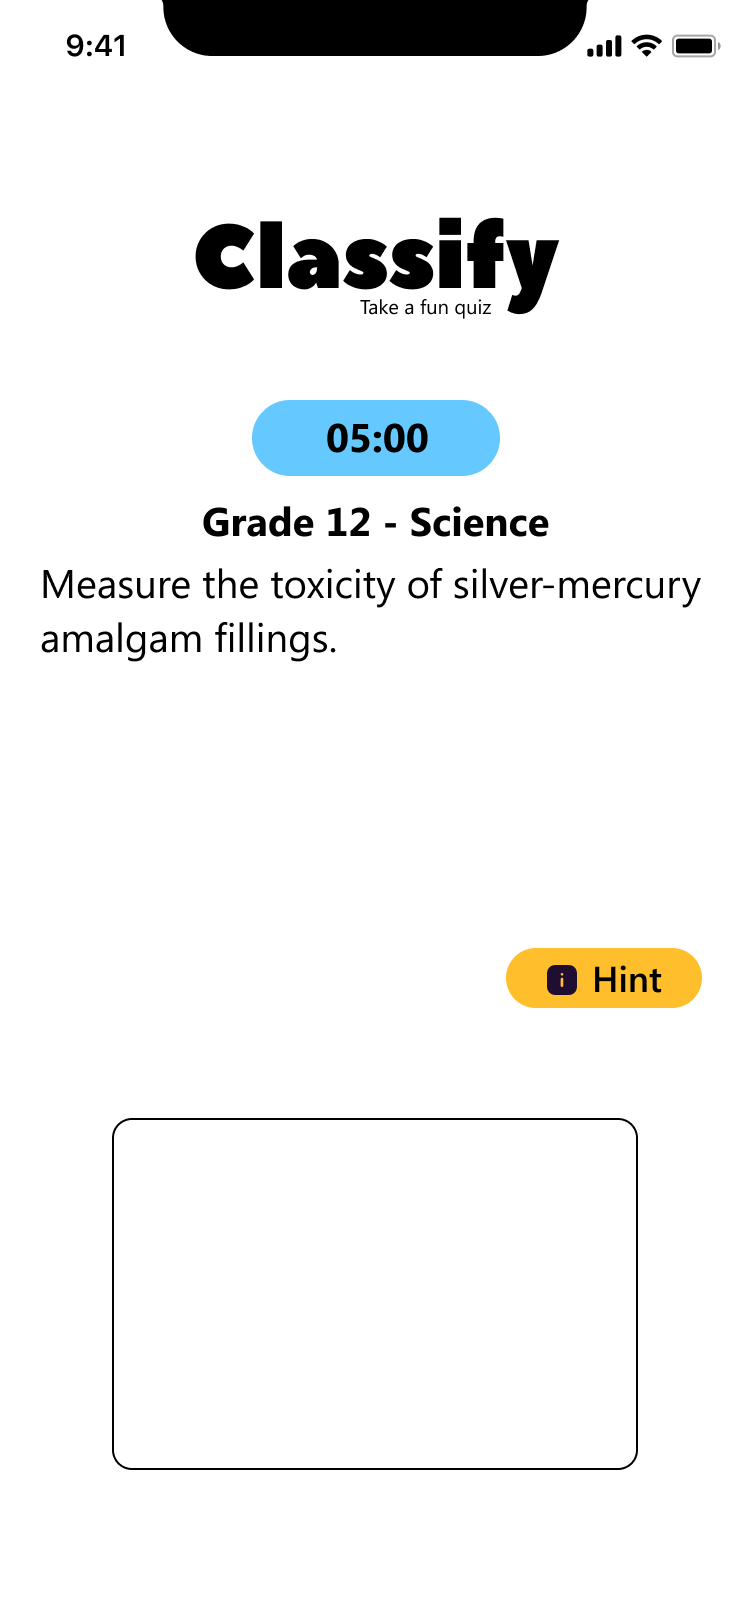 9:41
Classify
Take a fun quiz
05:00
Grade 12 - Science
Measure the toxicity of silver-mercury
amalgam fillings.
i Hint